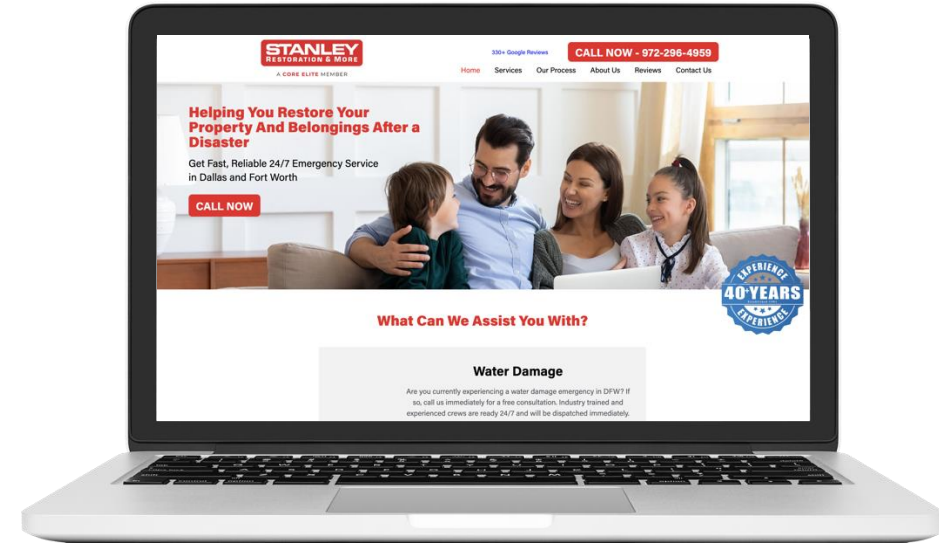 STANLEY
RESTORATION & MORE
A CORE ELITE MEMBER
330+ Google Reviews
CALL NOW - 972-296-4959
Home Services Our Process About Us Reviews Contact Us
Helping You Restore Your
Property And Belongings After a
Disaster
Get Fast, Reliable 24/7 Emergency Service
in Dallas and Fort Worth
CALL NOW
EXPERIENCE
40+YEARS
EXPERIENCE
What Can We Assist You With?
Water Damage
Are you currently experiencing a water damage emergency in DFW? If
so, call us immediately for a free consultation. Industry trained and
experienced crews are ready 24/7 and will be dispatched immediately.